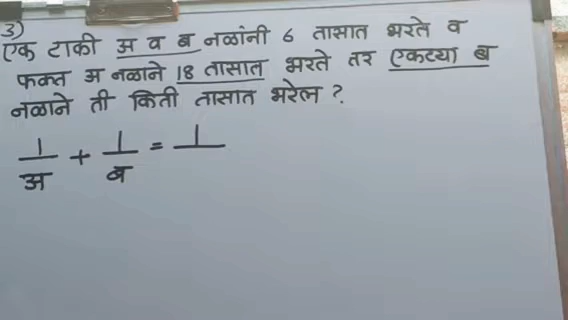 3)
एक टाकी अ व ब नळांनी 6 तासात भरते व
फक्त अ नळाने 18 तासात भरते तर एकट्या ब
नळाने ती किती तासात भरेल ?
1/अ + 1/ब = 1/